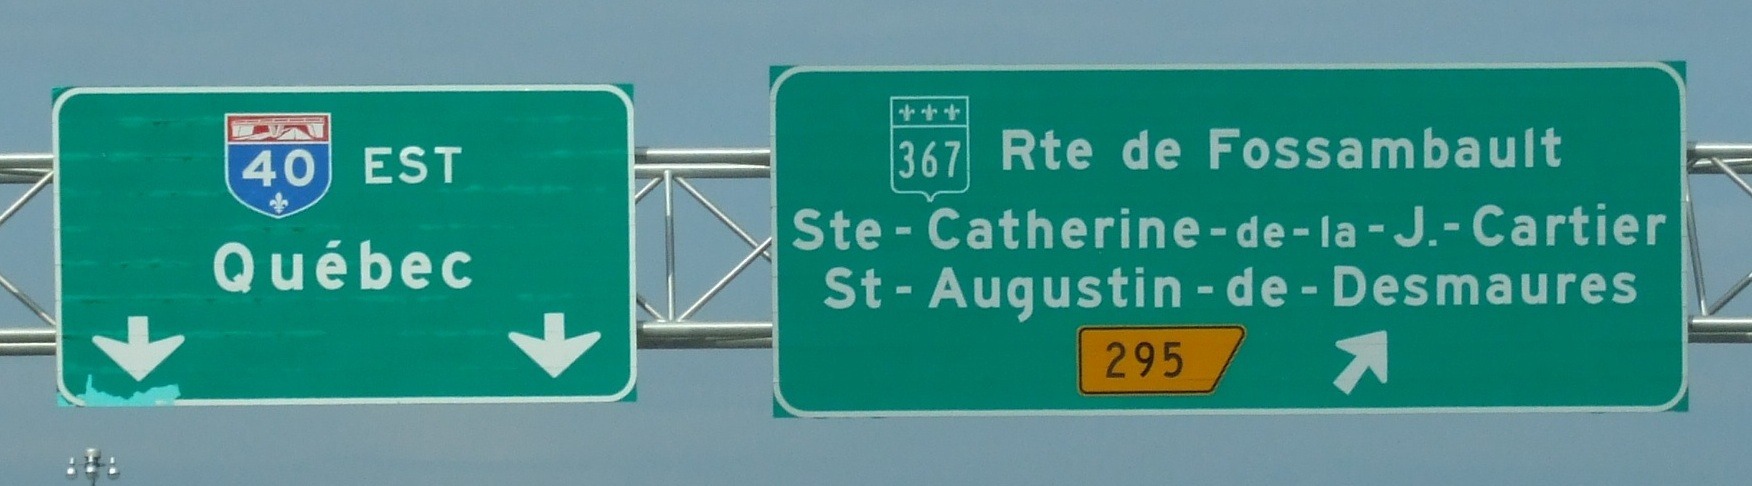 40 EST
Québec
367 Rte de Fossambault
Ste-Catherine-de-la-J.-Cartier
St-Augustin-de-Desmaures
295